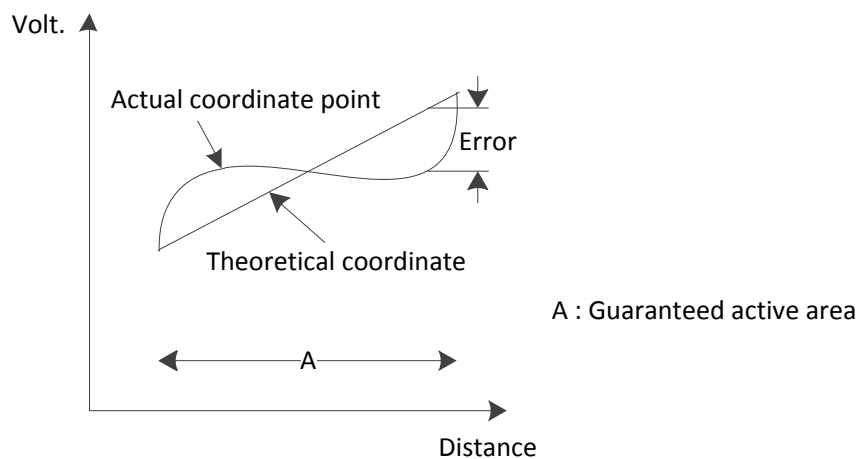 Volt.
Actual coordinate point
Error
Theoretical coordinate
A : Guaranteed active area
A
Distance